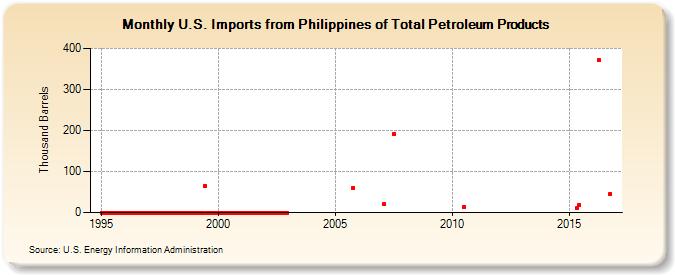 Monthly U.S. Imports from Philippines of Total Petroleum Products
Thousand Barrels
400
300
200
100
0
1995 2000 2005 2010 2015
Source: U.S. Energy Information Administration